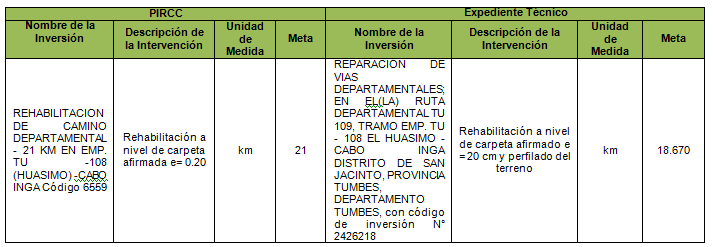 PIRCC
Expediente Técnico
Nombre de la
Inversión
Descripción de
la Intervención
Unidad
de
Medida
Meta
Nombre de la
Inversión
Descripción de la
Intervención
Unidad
de
Medida
Meta
REHABILITACION
DE CAMINO
DEPARTAMENTAL
- 21 KM EN EMP.
TU -108
(HUASIMO) -CABO
INGA Código 6559
Rehabilitación a
nivel de carpeta
afirmada e= 0.20
km
21
REPARACION DE
VIAS
DEPARTAMENTALES;
EN EL(LA) RUTA
DEPARTAMENTAL TU
109, TRAMO EMP. TU
- 108 EL HUASIMO -
CABO INGA
DISTRITO DE SAN
JACINTO, PROVINCIA
TUMBES,
DEPARTAMENTO
TUMBES, con código
de inversión N°
2426218
Rehabilitación a nivel
de carpeta afirmado e
= 20 cm y perfilado del
terreno
km
18.670